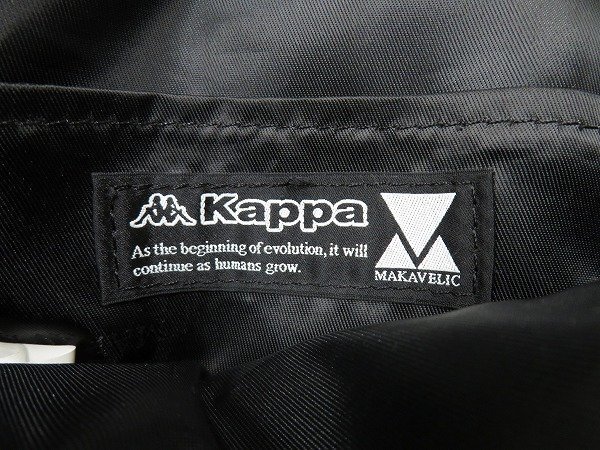 Kappa
As the beginning of evolution, it will
continue as humans grow.
MAKAVELIC